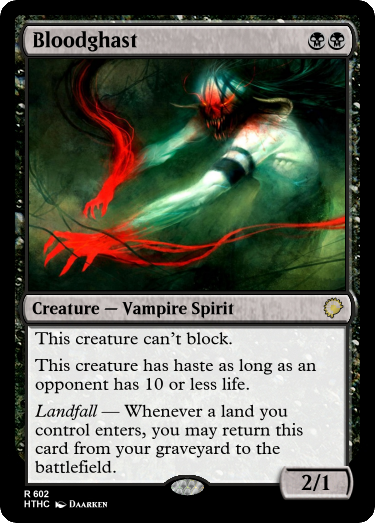 Bloodghast
Creature — Vampire Spirit
This creature can't block.
This creature has haste as long as an
opponent has 10 or less life.
Landfall — Whenever a land you
control enters, you may return this
card from your graveyard to the
battlefield.
2/1
R 602
HTHC Daarken